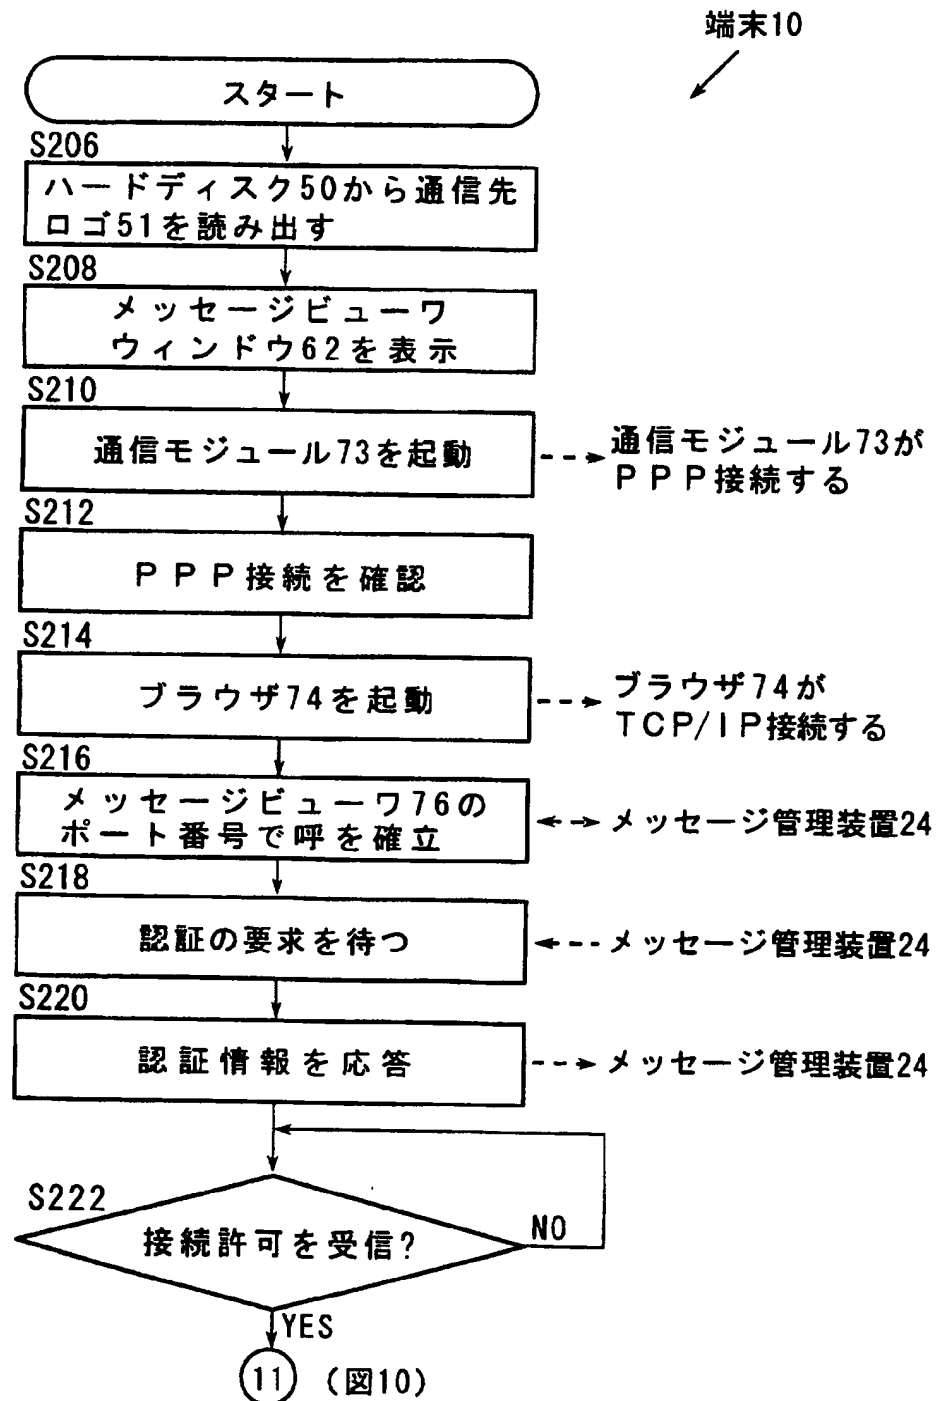 端末10
スタート
S206
ハードディスク50から通信先
ロゴ51を読み出す
S208
メッセージビューワ
ウィンドウ62を表示
S210
通信モジュール73を起動
通信モジュール73が
PPP接続する
S212
PPP接続を確認
S214
ブラウザ74を起動
ブラウザ74が
TCP/IP接続する
S216
メッセージビューワ76の
ポート番号で呼を確立
メッセージ管理装置24
S218
認証の要求を待つ
メッセージ管理装置24
S220
認証情報を応答
メッセージ管理装置24
S222
接続許可を受信?
NO
YES
11 (図10)